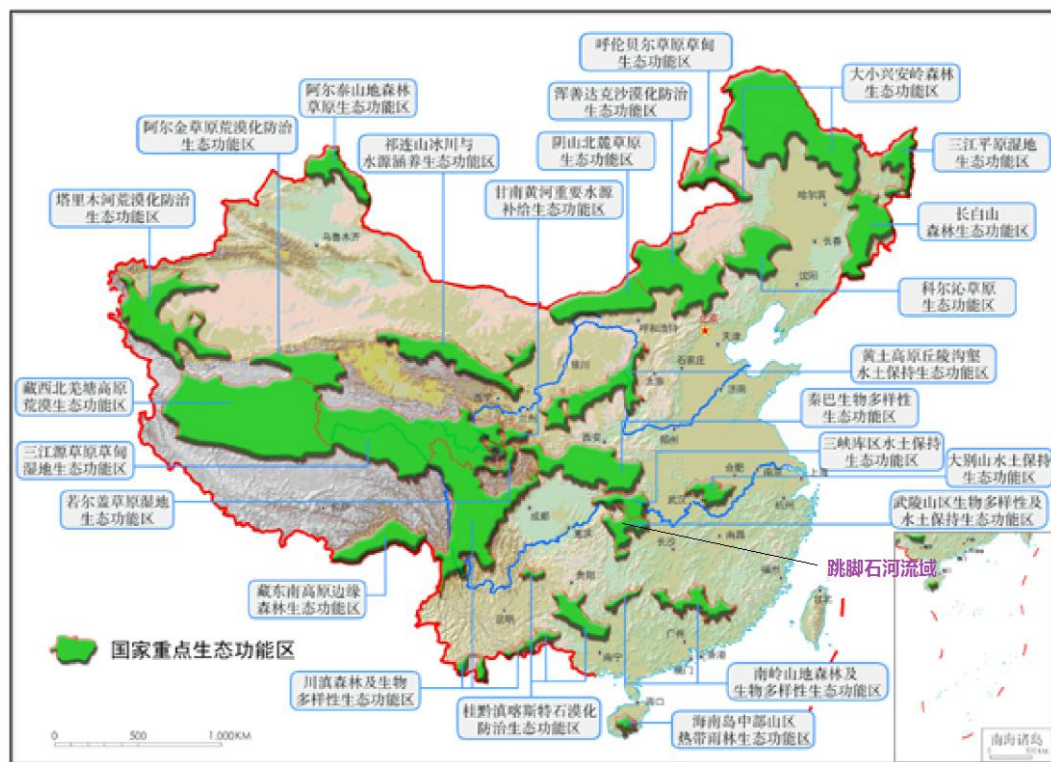 呼伦贝尔草原草甸
生态功能区
大小兴安岭森林
生态功能区
阿尔泰山地森林
草原生态功能区
浑善达克沙漠化防治
生态功能区
阿尔金草原荒漠化防治
生态功能区
祁连山冰川与
水源涵养生态功能区
阴山北麓草原
生态功能区
三江平原湿地
生态功能区
塔里木河荒漠化防治
生态功能区
甘南黄河重要水源
补给生态功能区
哈尔滨
长白山
森林生态功能区
乌鲁木齐
长春
沈阳
科尔沁草原
生态功能区
呼和浩特
北京
天津
银川
石家庄
黄土高原丘陵沟壑
水土保持生态功能区
太原
济南
藏西北羌塘高原
荒漠生态功能区
西宁
兰州
秦巴生物多样性
生态功能区
西安
郑州
三峡库区水土保持
生态功能区
三江源草原草甸
湿地生态功能区
大别山水土保持
生态功能区
合肥
南京
上海
若尔盖草原湿地
生态功能区
拉萨
成都
武汉
杭州
武陵山区生物多样性及
水土保持生态功能区
重庆
南昌
长沙
跳脚石河流域
藏东南高原边缘
森林生态功能区
贵阳
福州
台北
昆明
国家重点生态功能区
广州
南宁
香港
澳门
川滇森林及生物
多样性生态功能区
南岭山地森林及
生物多样性生态功能区
海口
桂黔滇喀斯特石漠化
防治生态功能区
海南岛中部山区
热带雨林生态功能区
0 500 1,000KM
南海诸岛